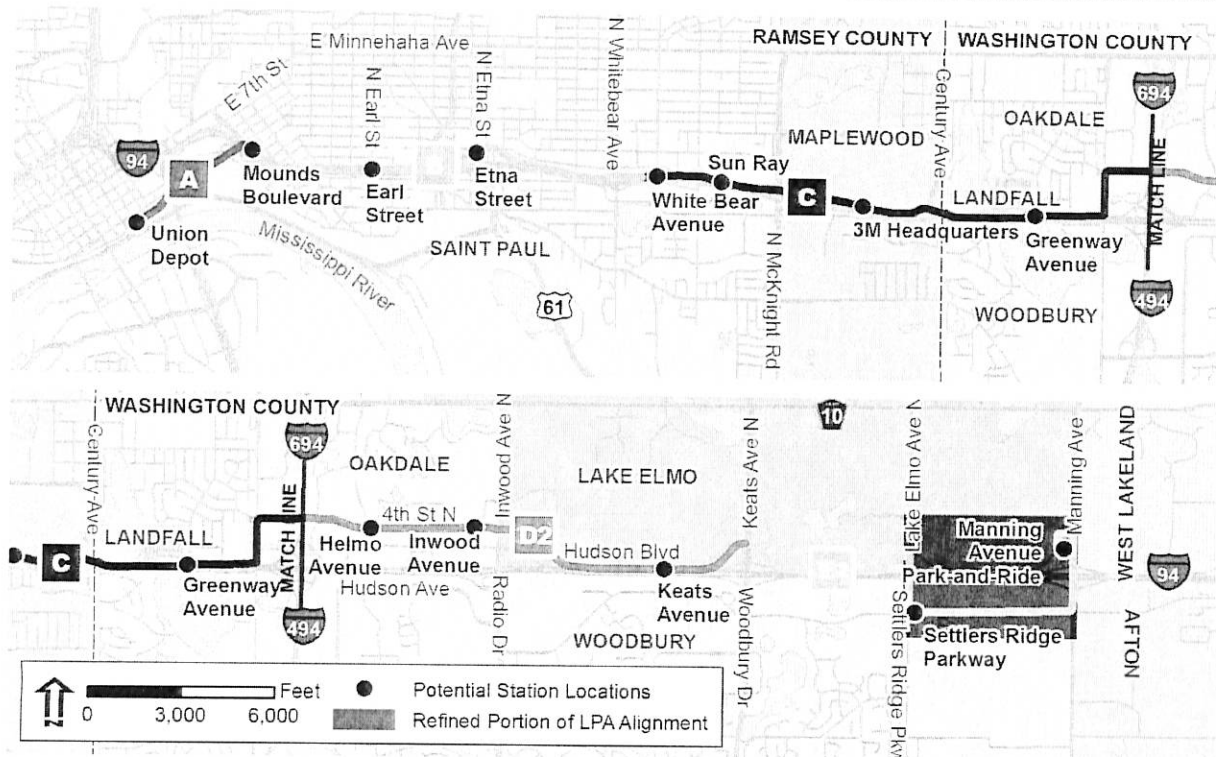 E Minnehaha Ave
E 7th St
N Earl St
N Etna St
N Whitebear Ave
RAMSEY COUNTY
WASHINGTON COUNTY
Century Ave
694
OAKDALE
MAPLEWOOD
94
A
Mounds
Boulevard
Earl
Street
Etna
Street
Sun Ray
White Bear
Avenue
C
LANDFALL
3M Headquarters
Greenway
Avenue
MATCH LINE
Union
Depot
Mississippi River
SAINT PAUL
61
N McKnight Rd
494
WOODBURY
WASHINGTON COUNTY
Century Ave
694
OAKDALE
Inwood Ave N
LAKE ELMO
Keats Ave N
10
Lake Elmo Ave N
Manning Ave
WEST LAKELAND
C
LANDFALL
Greenway
Avenue
MATCH LINE
4th St N
Helmo
Avenue
Inwood
Avenue
Hudson Ave
D2
Hudson Blvd
Keats
Avenue
Manning
Avenue
Park-and-Ride
94
494
Radio Dr
WOODBURY
Woodbury Dr
Settlers Ridge Pkwy
Settlers Ridge
Parkway
AFTON
N
Feet
0 3,000 6,000
Potential Station Locations
Refined Portion of LPA Alignment